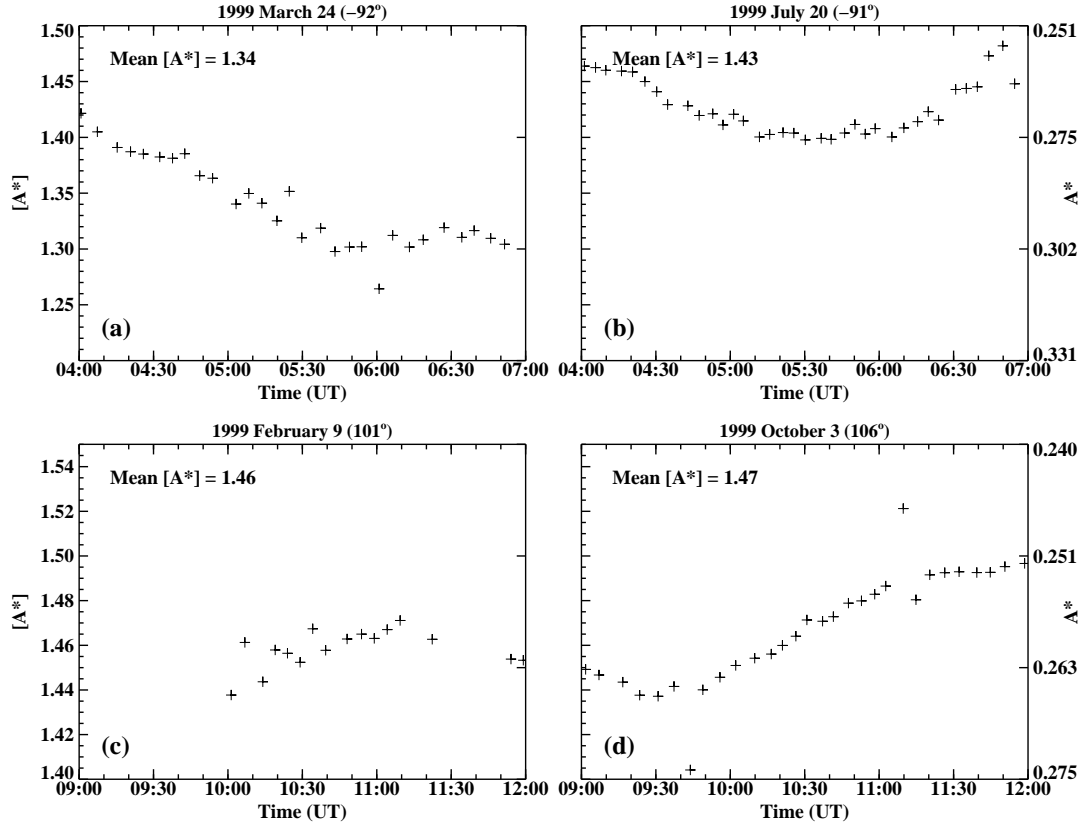 1999 March 24 (−92°)
Mean [A*] = 1.34
1.50
1.45
1.40
1.35
1.30
1.25
[A*]
(a)
04:00 04:30 05:00 05:30 06:00 06:30 07:00
Time (UT)
1999 July 20 (−91°)
Mean [A*] = 1.43
0.251
0.275
0.302
0.331
A*
(b)
04:00 04:30 05:00 05:30 06:00 06:30 07:00
Time (UT)
1999 February 9 (101°)
Mean [A*] = 1.46
1.54
1.52
1.50
1.48
1.46
1.44
1.42
1.40
[A*]
(c)
09:00 09:30 10:00 10:30 11:00 11:30 12:00
Time (UT)
1999 October 3 (106°)
Mean [A*] = 1.47
0.240
0.251
0.263
0.275
A*
(d)
09:00 09:30 10:00 10:30 11:00 11:30 12:00
Time (UT)